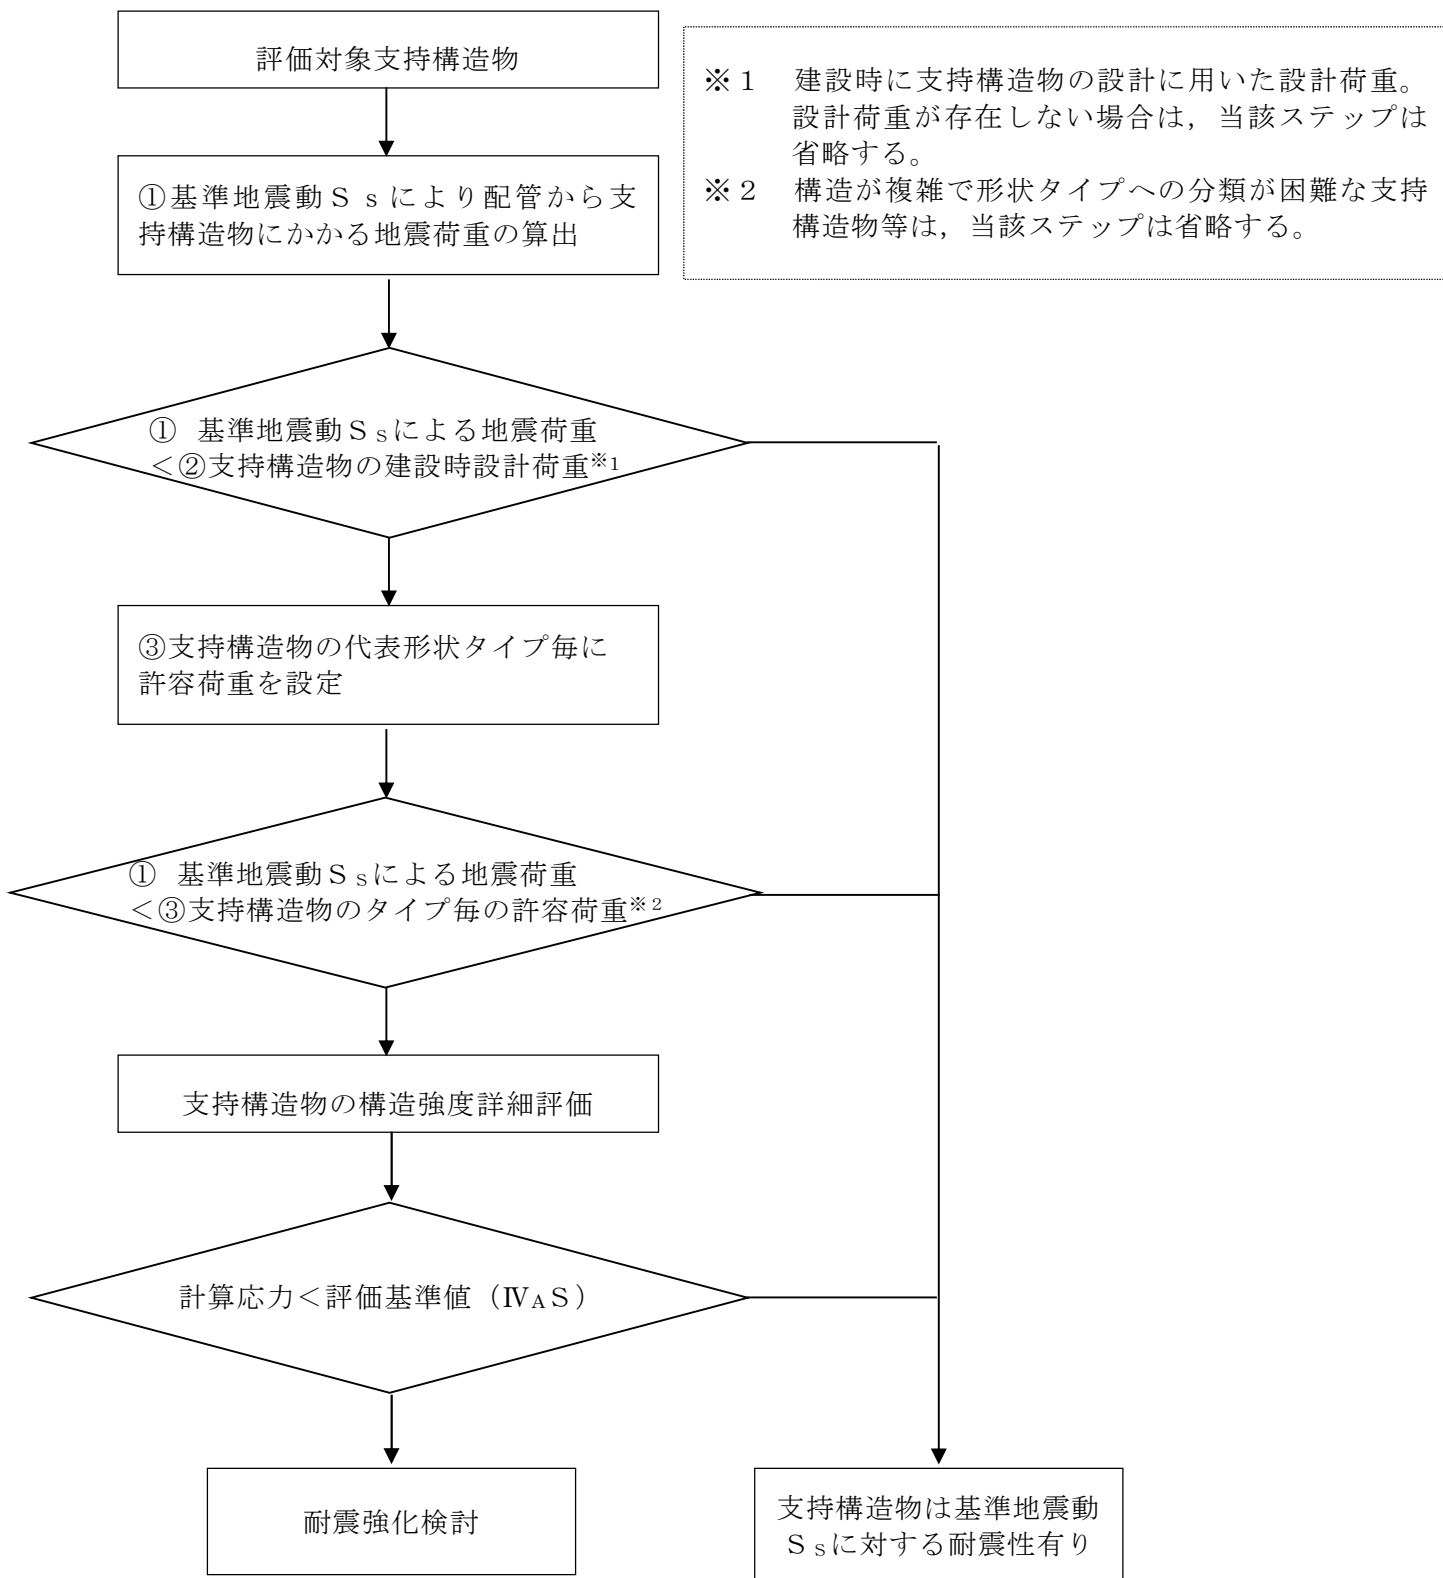 評価対象支持構造物
※１　建設時に支持構造物の設計に用いた設計荷重。
設計荷重が存在しない場合は，当該ステップは
省略する。
※２　構造が複雑で形状タイプへの分類が困難な支持
構造物等は，当該ステップは省略する。
①基準地震動Ｓｓにより配管から支
持構造物にかかる地震荷重の算出
①　基準地震動Ｓsによる地震荷重
＜②支持構造物の建設時設計荷重※1
③支持構造物の代表形状タイプ毎に
許容荷重を設定
①　基準地震動Ｓsによる地震荷重
＜③支持構造物のタイプ毎の許容荷重※2
支持構造物の構造強度詳細評価
計算応力＜評価基準値（ⅣAＳ）
耐震強化検討
支持構造物は基準地震動
Ｓsに対する耐震性有り